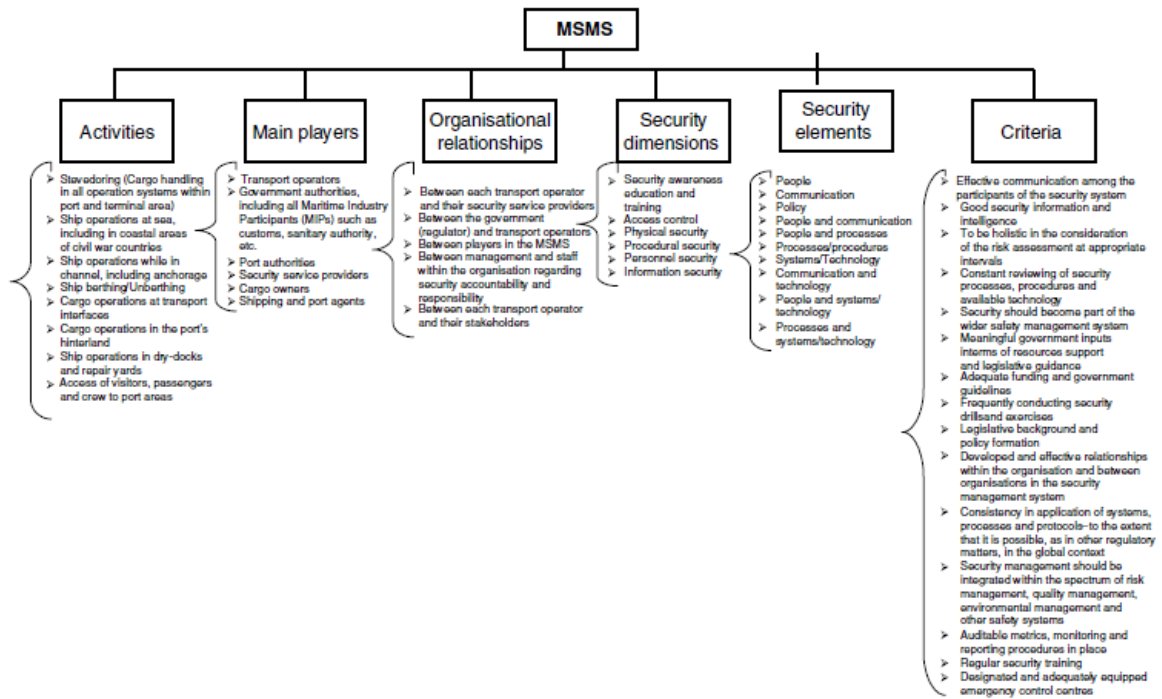 MSMS
Activities
Stevedoring (Cargo handling
in all operation systems within
port and terminal area)
Ship operations at sea,
including in coastal areas
of civil war countries
Ship operations while in
channel, including anchorage
Ship berthing/Unberthing
Cargo operations at transport
interfaces
Cargo operations in the port's
hinterland
Ship operations in dry-docks
and repair yards
Access of visitors, passengers
and crew to port areas
Main players
Transport operators
Government authorities,
including all Maritime Industry
Participants (MIPs) such as
customs, sanitary authority,
etc.
Port authorities
Security service providers
Cargo owners
Shipping and port agents
Organisational
relationships
Between each transport operator
and their security service providers
Between the government
(regulator) and transport operators
Between players in the MSMS
Between management and staff
within the organisation regarding
security accountability and
responsibility
Between each transport operator
and their stakeholders
Security
dimensions
Security awareness
education and
training
Access control
Physical security
Procedural security
Personnel security
Information security
Security
elements
People
Communication
Policy
People and communication
People and processes
Processes/procedures
Systems/Technology
Communication and
technology
People and systems/
technology
Processes and
systems/technology
Criteria
Effective communication among the
participants of the security system
Good security information and
intelligence
To be holistic in the consideration
of the risk assessment at appropriate
intervals
Constant reviewing of security
processes, procedures and
available technology
Security should become part of the
wider safety management system
Meaningful government inputs
interms of resources support
and legislative guidance
Adequate funding and government
guidelines
Frequently conducting security
drillsand exercises
Legislative background and
policy formation
Developed and effective relationships
within the organisation and between
organisations in the security
management system
Consistency in application of systems,
processes and protocols–to the extent
that it is possible, as in other regulatory
matters, in the global context
Security management should be
integrated within the spectrum of risk
management, quality management,
environmental management and
other safety systems
Auditable metrics, monitoring and
reporting procedures in place
Regular security training
Designated and adequately equipped
emergency control centres